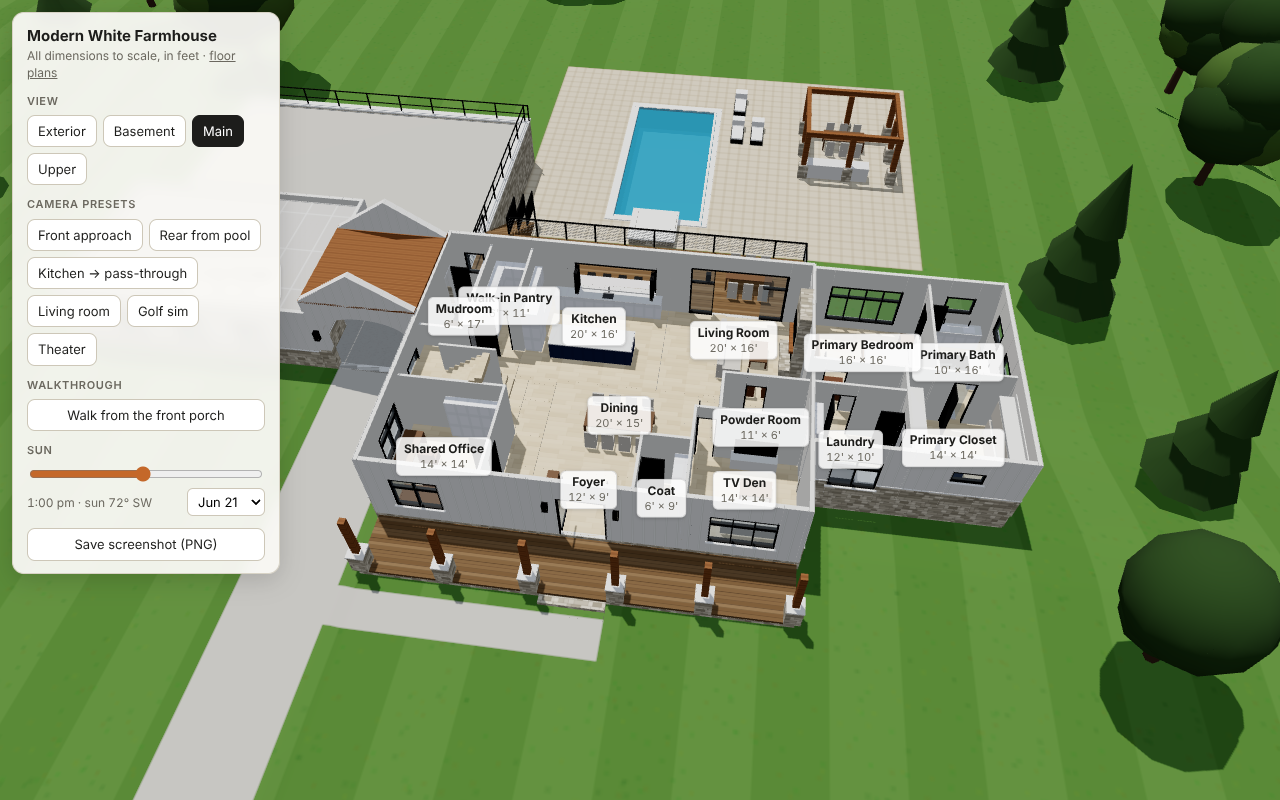 Modern White Farmhouse
All dimensions to scale, in feet · floor
plans
VIEW
Exterior
Basement
Main
Upper
CAMERA PRESETS
Front approach
Rear from pool
Kitchen → pass-through
Living room
Golf sim
Theater
WALKTHROUGH
Walk from the front porch
SUN
1:00 pm · sun 72° SW
Jun 21
Save screenshot (PNG)
Walk-in Pantry
× 11'
Mudroom
6' × 17'
Kitchen
20' × 16'
Living Room
20' × 16'
Primary Bedroom
16' × 16'
Primary Bath
10' × 16'
Dining
20' × 15'
Powder Room
11' × 6'
Shared Office
14' × 14'
Laundry
12' × 10'
Primary Closet
14' × 14'
Foyer
12' × 9'
Coat
6' × 9'
TV Den
14' × 14'